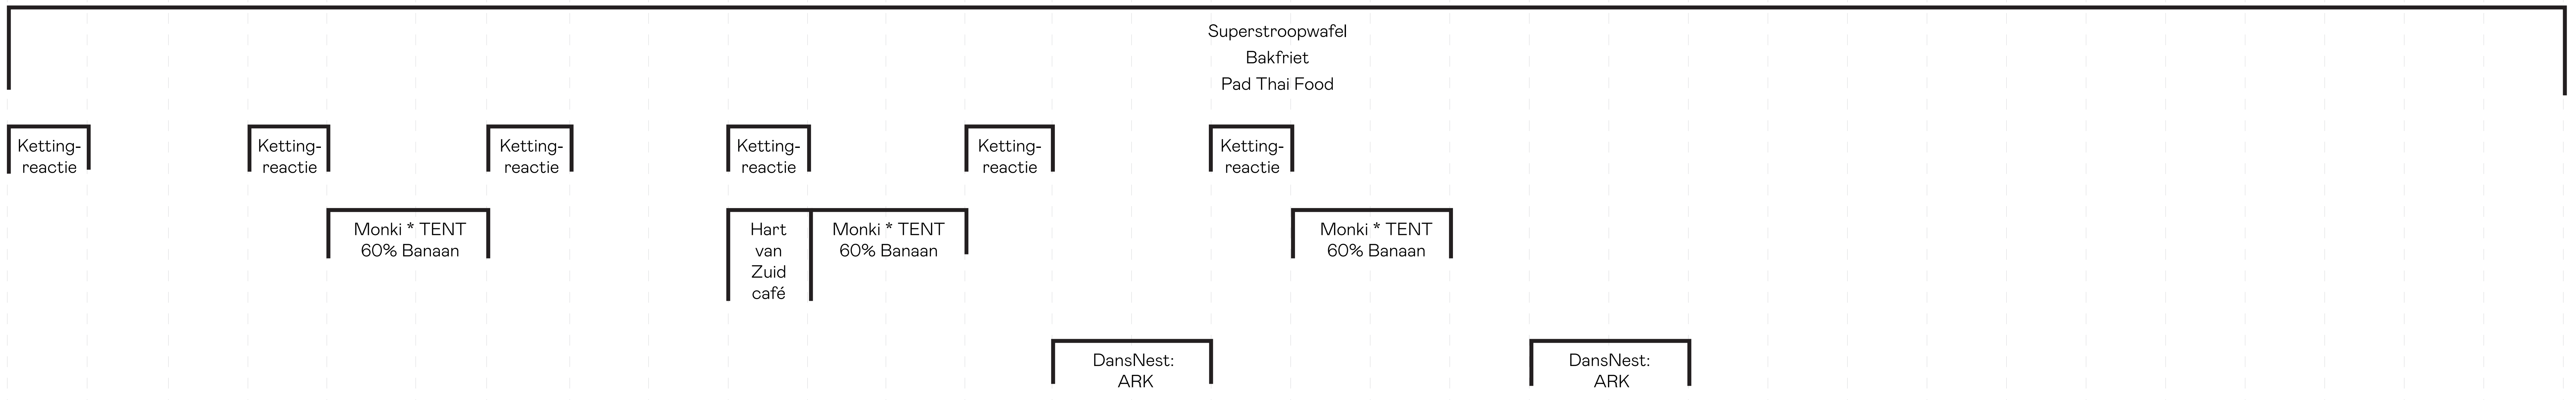 Superstroopwafel
Bakfriet
Pad Thai Food
Ketting-
reactie
Ketting-
reactie
Ketting-
reactie
Ketting-
reactie
Ketting-
reactie
Ketting-
reactie
Monki * TENT
60% Banaan
Hart
van
Zuid
café
Monki * TENT
60% Banaan
Monki * TENT
60% Banaan
DansNest:
ARK
DansNest:
ARK